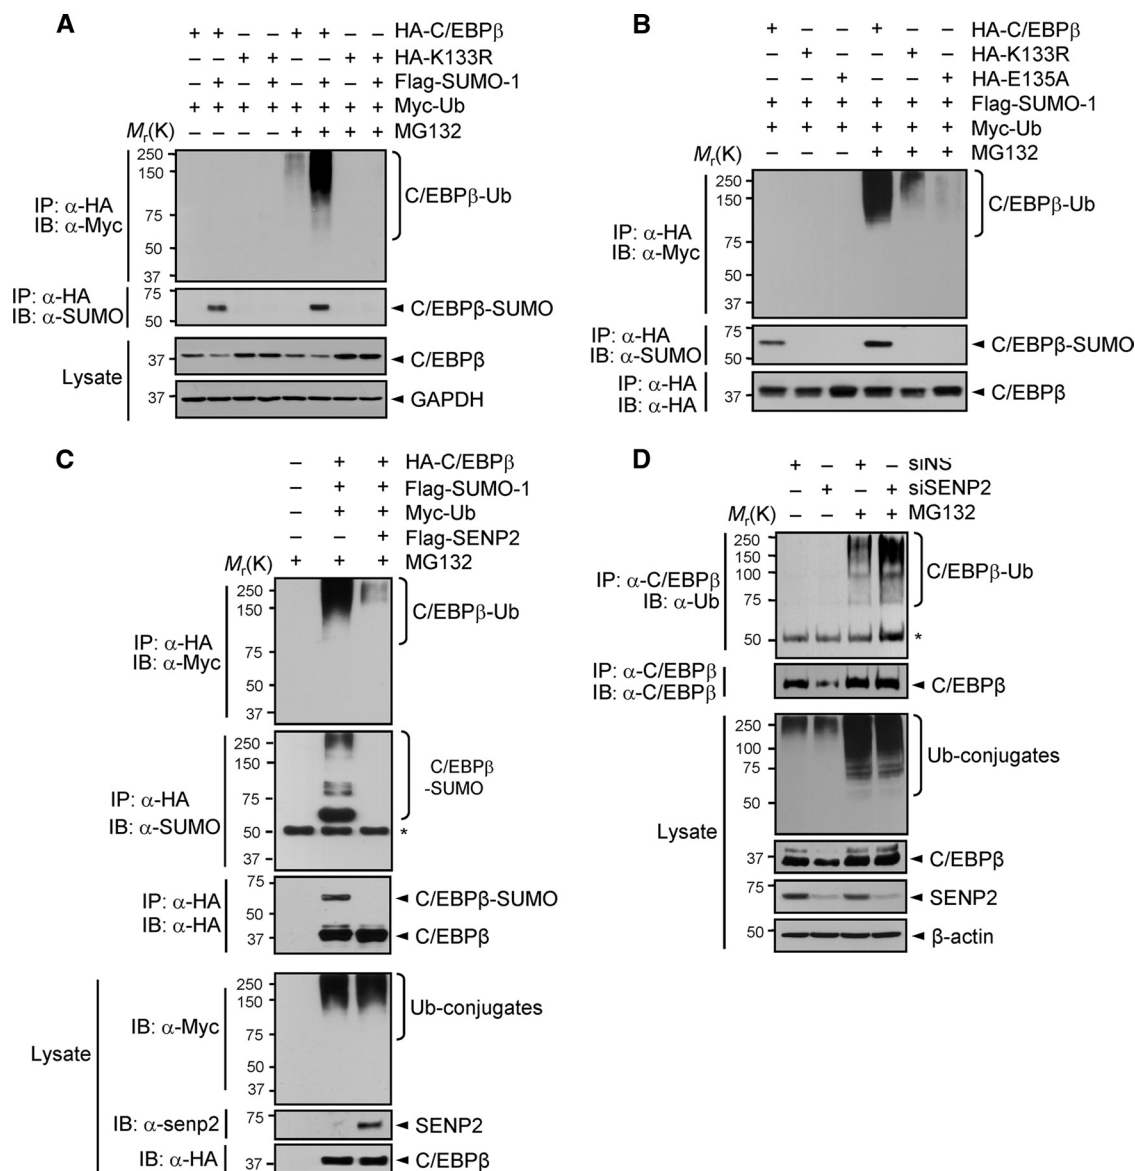 A
+ + – – + + – – HA-C/EBPβ
– – + + – – + + HA-K133R
– + – + – + – + Flag-SUMO-1
+ + + + + + + + Myc-Ub
– – – – + + + + MG132
Mr(K)
250
150
75
50
37
IP: α-HA
IB: α-Myc
C/EBPβ-Ub
75
50
IP: α-HA
IB: α-SUMO
C/EBPβ-SUMO
Lysate
37
C/EBPβ
37
GAPDH
B
+ – – + – – HA-C/EBPβ
– + – – + – HA-K133R
– – + – – + HA-E135A
+ + + + + + Flag-SUMO-1
+ + + + + + Myc-Ub
– – – + + + MG132
Mr(K)
250
150
75
50
37
IP: α-HA
IB: α-Myc
C/EBPβ-Ub
75
50
IP: α-HA
IB: α-SUMO
C/EBPβ-SUMO
IP: α-HA
IB: α-HA
37
C/EBPβ
C
– + + HA-C/EBPβ
– + + Flag-SUMO-1
– + + Myc-Ub
– – + Flag-SENP2
+ + + MG132
Mr(K)
250
150
75
50
37
IP: α-HA
IB: α-Myc
C/EBPβ-Ub
250
150
75
50
37
IP: α-HA
IB: α-SUMO
C/EBPβ
-SUMO
*
75
50
37
IP: α-HA
IB: α-HA
C/EBPβ-SUMO
C/EBPβ
Lysate
250
150
75
50
37
IB: α-Myc
Ub-conjugates
IB: α-senp2
75
SENP2
IB: α-HA
37
C/EBPβ
D
+ – + – siNS
– + – + siSENP2
– – + + MG132
Mr(K)
250
150
100
75
50
IP: α-C/EBPβ
IB: α-Ub
C/EBPβ-Ub
*
IP: α-C/EBPβ
IB: α-C/EBPβ
C/EBPβ
Lysate
250
100
75
50
Ub-conjugates
37
C/EBPβ
75
SENP2
50
β-actin